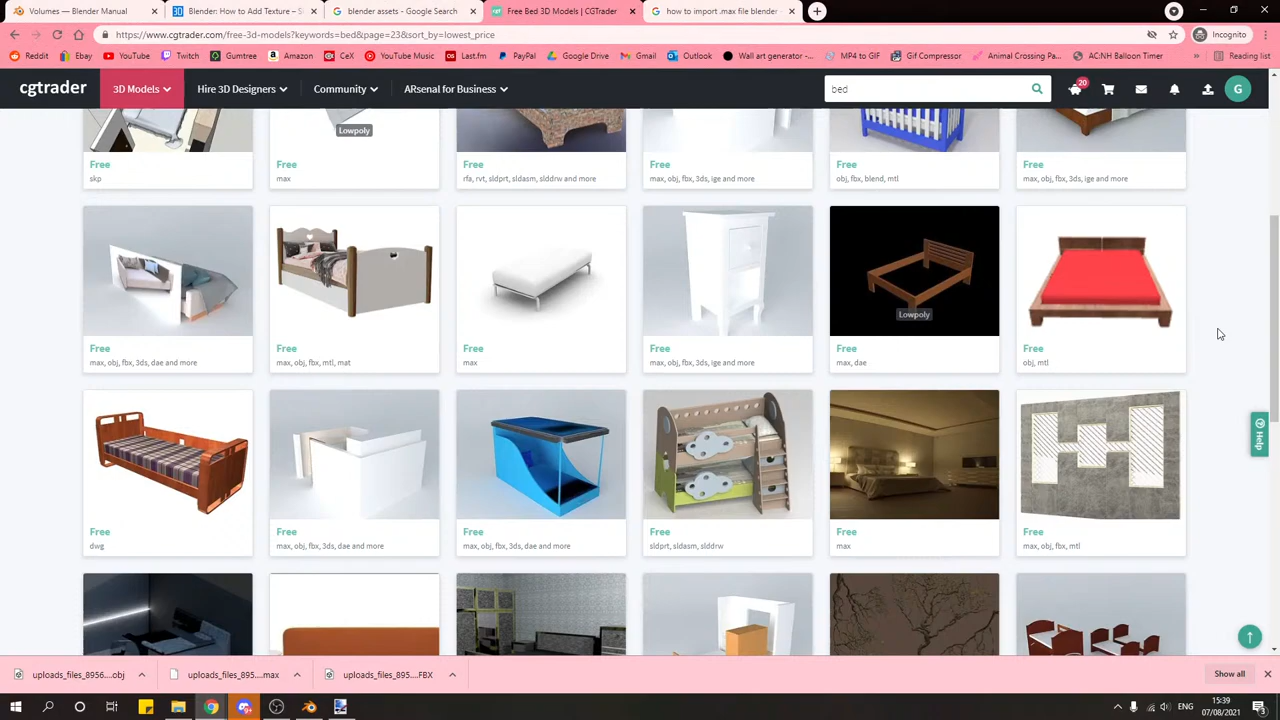 Volumes — Blender Manual
Blender: How to Add Texture – S
blender assets - Google Search
Free Bed 3D Models | CGTrader
how to import .max file blender -
https://www.cgtrader.com/free-3d-models?keywords=bed&page=23&sort_by=lowest_price
Incognito
Reddit Ebay YouTube Twitch Gumtree Amazon CeX YouTube Music Last.fm PayPal Google Drive Gmail Outlook Wall art generator -... MP4 to GIF Gif Compressor Animal Crossing Pa... AC:NH Balloon Timer » Reading list
cgtrader 3D Models Hire 3D Designers Community ARsenal for Business bed 20 G
Lowpoly
Free Free Free Free Free Free
skp max rfa, rvt, sldprt, sldasm, slddrw and more max, obj, fbx, 3ds, ige and more obj, fbx, blend, mtl max, obj, fbx, 3ds, ige and more
Lowpoly
Free Free Free Free Free Free
max, obj, fbx, 3ds, dae and more max, obj, fbx, mtl, mat max max, obj, fbx, 3ds, ige and more max, dae obj, mtl
Help
Free Free Free Free Free Free
dwg max, obj, fbx, 3ds, dae and more max, obj, fbx, 3ds, dae and more sldprt, sldasm, slddrw max max, obj, fbx, mtl
uploads_files_8956....obj uploads_files_895....max uploads_files_895....FBX Show all
ENG
15:39
07/08/2021
3